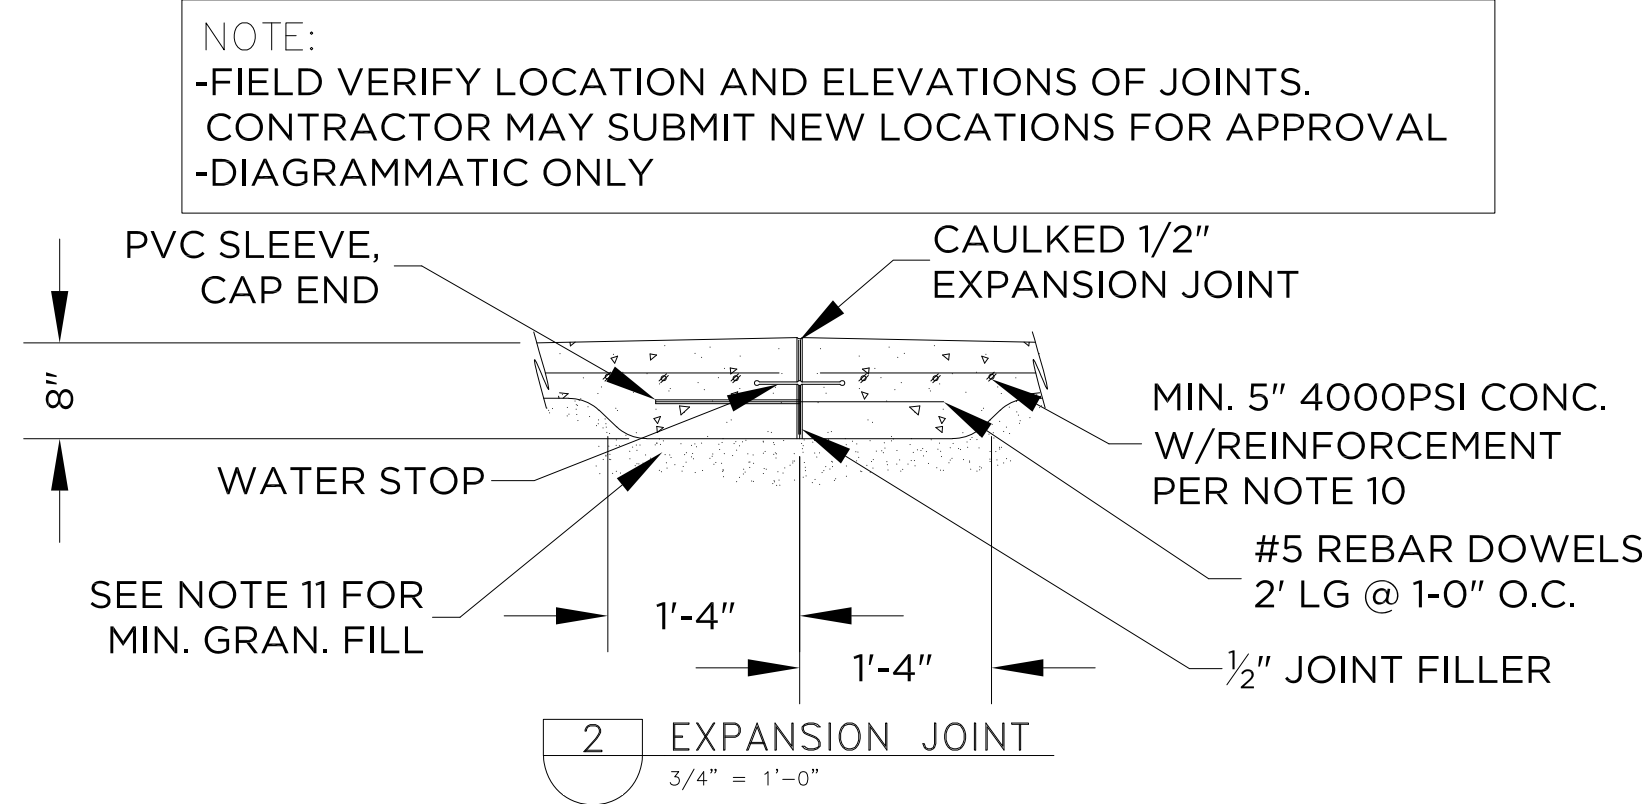 NOTE:
-FIELD VERIFY LOCATION AND ELEVATIONS OF JOINTS.
CONTRACTOR MAY SUBMIT NEW LOCATIONS FOR APPROVAL
-DIAGRAMMATIC ONLY
PVC SLEEVE,
CAP END
CAULKED 1/2"
EXPANSION JOINT
8"
WATER STOP
MIN. 5" 4000PSI CONC.
W/REINFORCEMENT
PER NOTE 10
#5 REBAR DOWELS
2' LG @ 1-0" O.C.
SEE NOTE 11 FOR
MIN. GRAN. FILL
1'-4"
1'-4"
½" JOINT FILLER
2 EXPANSION JOINT
3/4" = 1'-0"